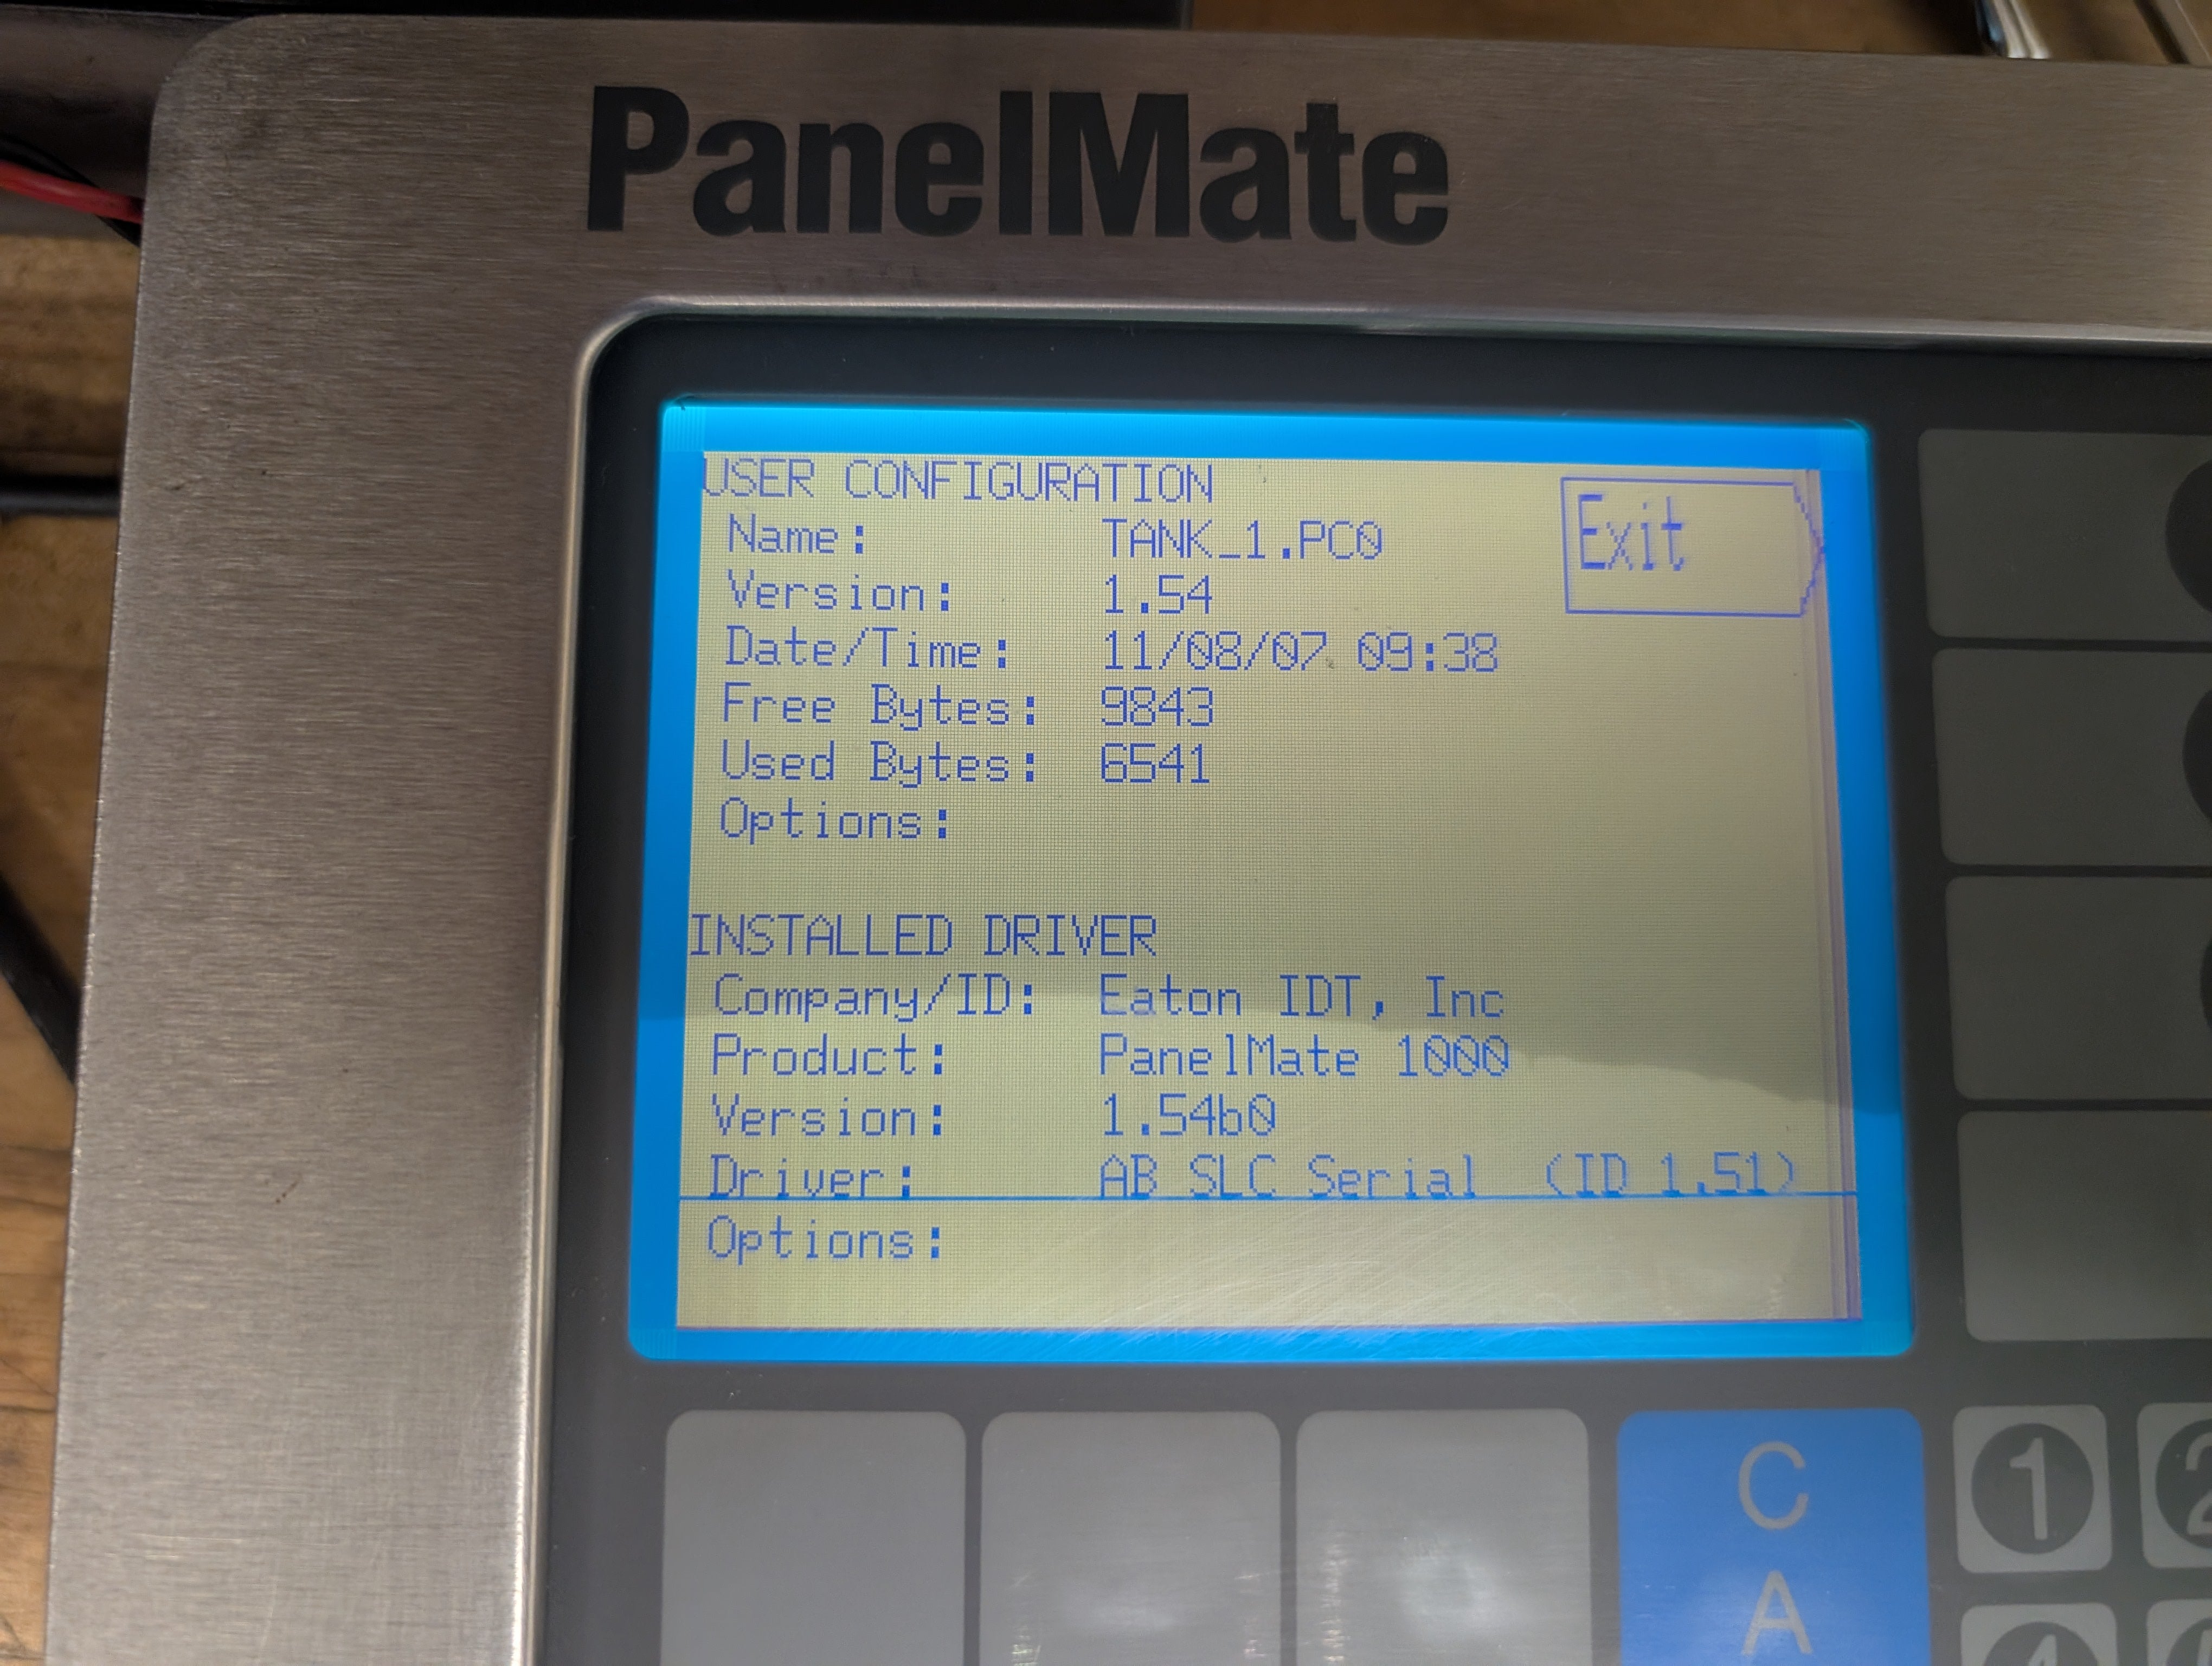 PanelMate
USER CONFIGURATION
Exit
Name: TANK_1.PC0
Version: 1.54
Date/Time: 11/08/07 09:38
Free Bytes: 9843
Used Bytes: 6541
Options:
INSTALLED DRIVER
Company/ID: Eaton IDT, Inc
Product: PanelMate 1000
Version: 1.54b0
Driver: AB SLC Serial (ID 1.51)
Options:
C
A
1
2
4